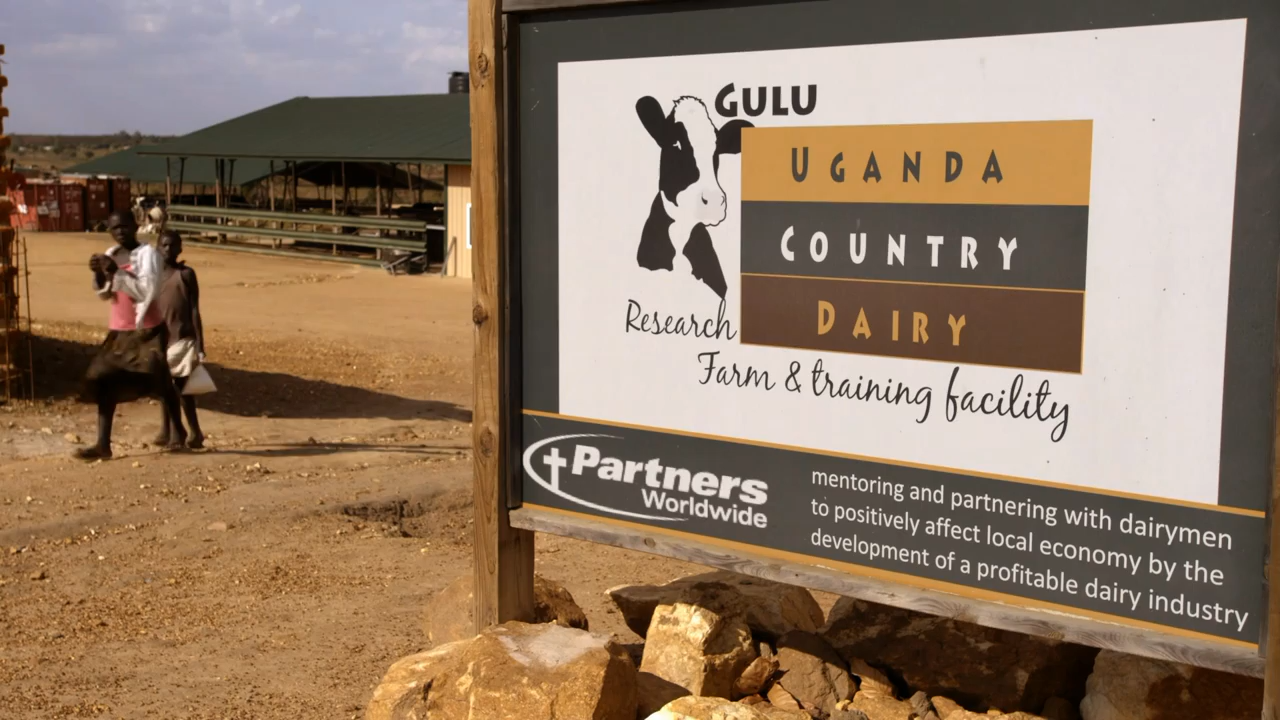 GULU
UGANDA
COUNTRY
DAIRY
Research
Farm & training facility
Partners
Worldwide
mentoring and partnering with dairymen
to positively affect local economy by the
development of a profitable dairy industry